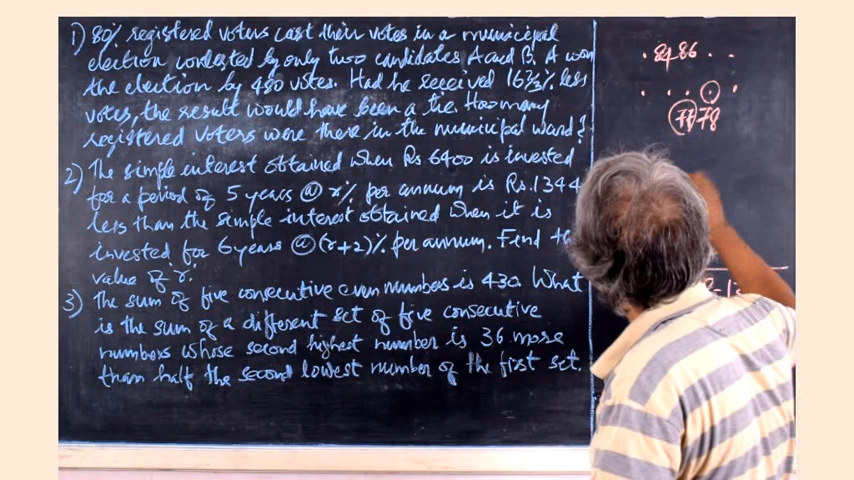 1) 80% registered voters cast their votes in a municipal
election contested by only two candidates A and B. A won
the election by 480 votes. Had he received 16⅔% less
votes, the result would have been a tie. How many
registered voters were there in the municipal ward?
2) The simple interest obtained when Rs 6400 is invested
for a period of 5 years @ r% per annum is Rs. 1344
less than the simple interest obtained when it is
invested for 6 years @ (r+2)% per annum. Find
value of r.
3) The sum of five consecutive even numbers is 430. What
is the sum of a different set of five consecutive
numbers whose second highest number is 36 more
than half the second lowest number of the first set.
. 84 86 . .
. . . . .
77 78